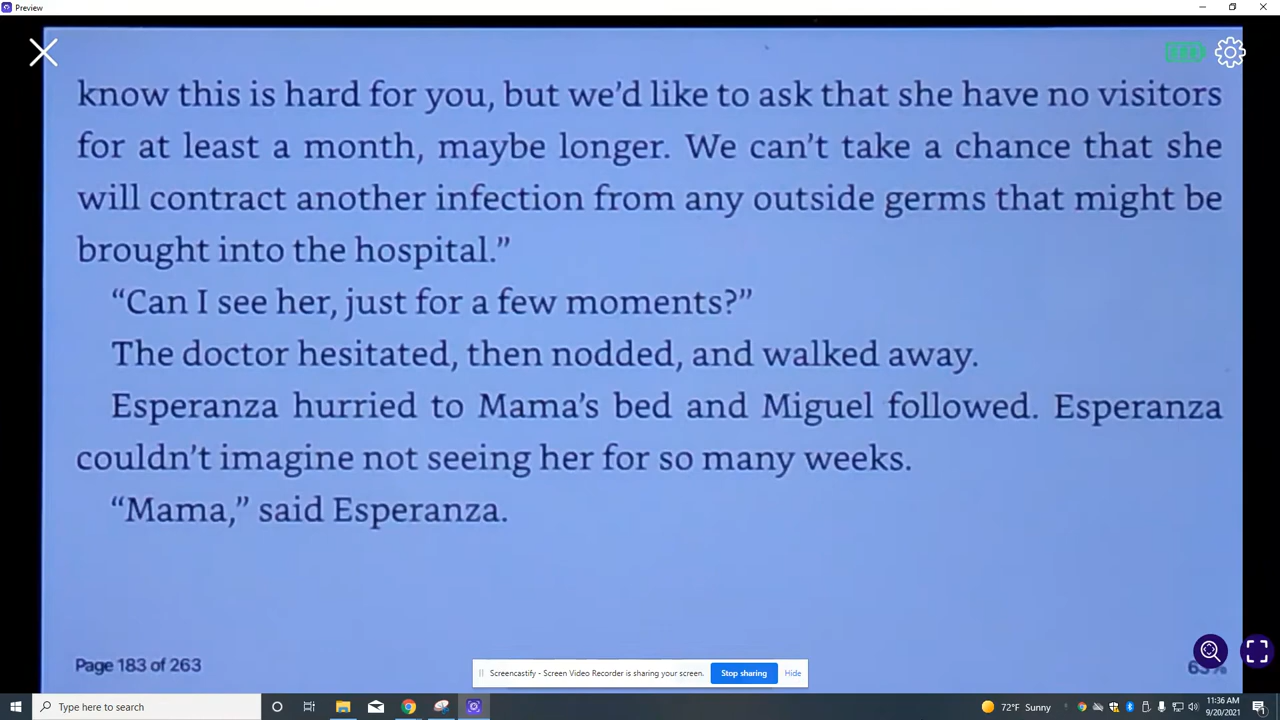 Preview
know this is hard for you, but we'd like to ask that she have no visitors
for at least a month, maybe longer. We can't take a chance that she
will contract another infection from any outside germs that might be
brought into the hospital.”
“Can I see her, just for a few moments?”
The doctor hesitated, then nodded, and walked away.
Esperanza hurried to Mama’s bed and Miguel followed. Esperanza
couldn’t imagine not seeing her for so many weeks.
“Mama,” said Esperanza.
Page 183 of 263
Screencastify - Screen Video Recorder is sharing your screen.
Stop sharing
Hide
Type here to search
72°F Sunny
11:36 AM
9/20/2021